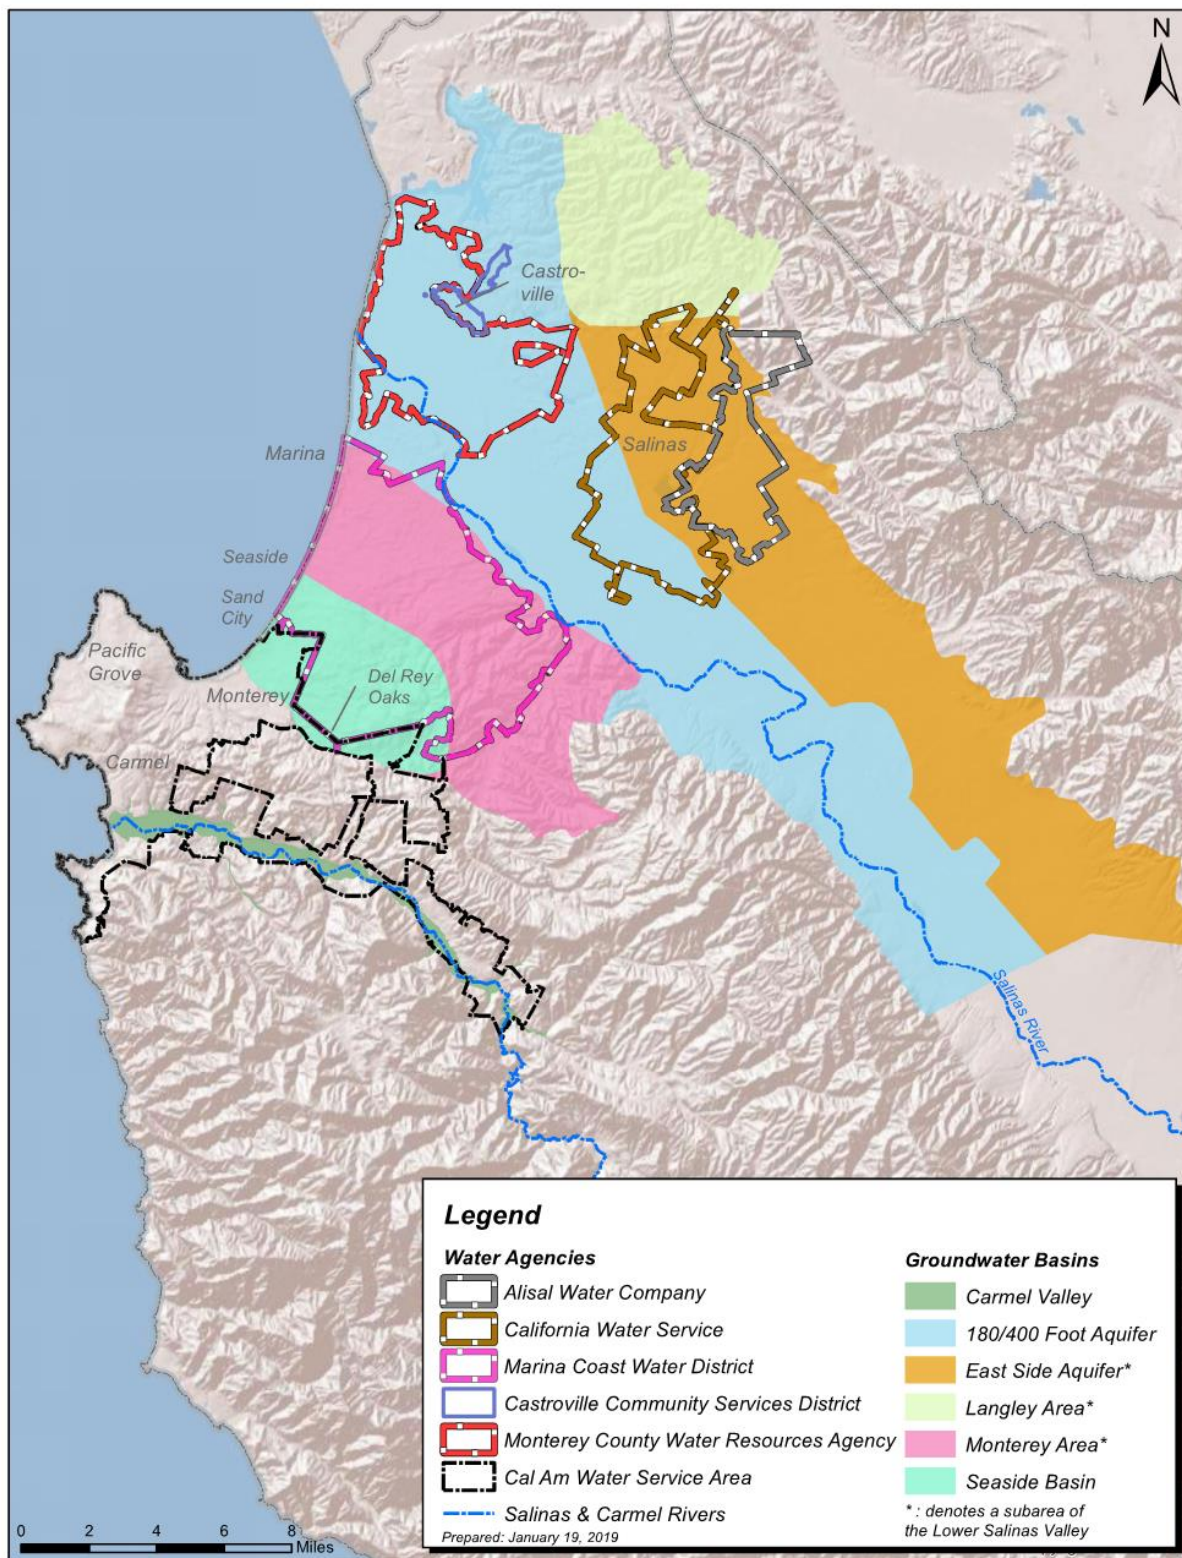 N
Castro-
ville
Salinas
Marina
Seaside
Sand
City
Pacific
Grove
Monterey
Del Rey
Oaks
Carmel
Salinas River
Legend
Water Agencies
Alisal Water Company
California Water Service
Marina Coast Water District
Castroville Community Services District
Monterey County Water Resources Agency
Cal Am Water Service Area
Salinas & Carmel Rivers
Prepared: January 19, 2019
Groundwater Basins
Carmel Valley
180/400 Foot Aquifer
East Side Aquifer*
Langley Area*
Monterey Area*
Seaside Basin
* : denotes a subarea of
the Lower Salinas Valley
0 2 4 6 8
Miles